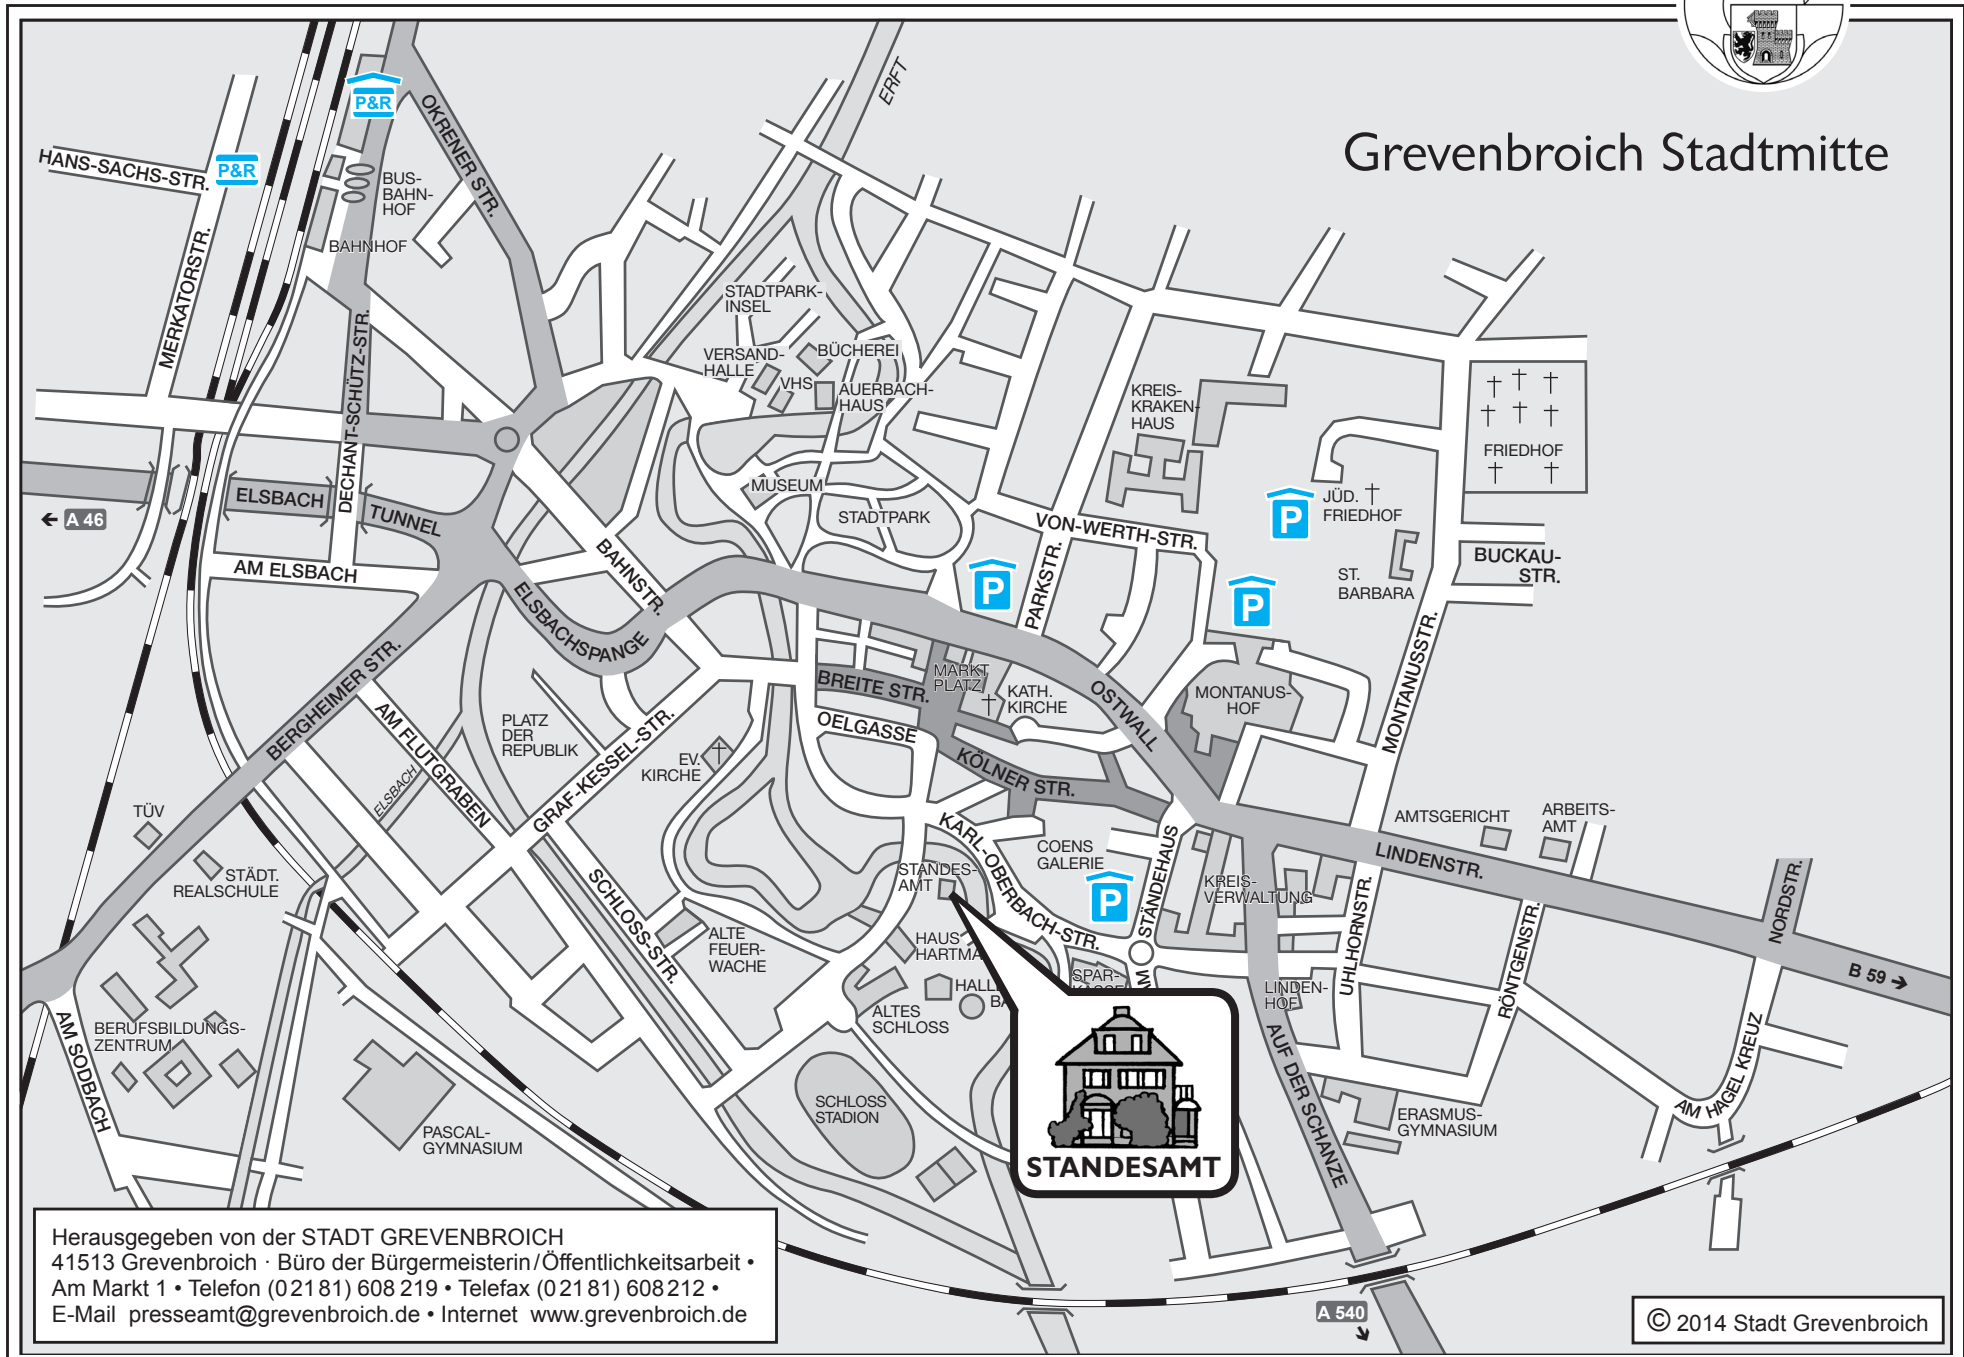 Grevenbroich Stadtmitte
ERFT
P&R
OKRENER STR.
HANS-SACHS-STR.
P&R
BUS-
BAHN-
HOF
BAHNHOF
MERKATORSTR.
DECHANT-SCHÜTZ-STR.
STADTPARK-
INSEL
VERSAND-
HALLE
BÜCHEREI
VHS
AUERBACH-
HAUS
KREIS-
KRAKEN-
HAUS
FRIEDHOF
MUSEUM
STADTPARK
JÜD.
FRIEDHOF
P
ELSBACH
TUNNEL
A 46
VON-WERTH-STR.
BUCKAU-
STR.
AM ELSBACH
BAHNSTR.
ELSBACHSPANGE
P
PARKSTR.
P
ST.
BARBARA
MONTANUSSTR.
BERGHEIMER STR.
MARKT
PLATZ
BREITE STR.
KATH.
KIRCHE
OSTWALL
MONTANUS-
HOF
AM FLUTGRABEN
PLATZ
DER
REPUBLIK
OELGASSE
EV.
KIRCHE
KÖLNER STR.
GRAF-KESSEL-STR.
ELSBACH
TÜV
AMTSGERICHT
ARBEITS-
AMT
KARL-OBERBACH-STR.
COENS
GALERIE
LINDENSTR.
STÄDT.
REALSCHULE
SCHLOSS-STR.
STANDES-
AMT
P
AM STÄNDEHAUS
KREIS-
VERWALTUNG
UHLHORNSTR.
RÖNTGENSTR.
NORDSTR.
B 59
ALTE
FEUER-
WACHE
HAUS
HARTMA
HALL
BA
SPAR-
KASSE
LINDEN-
HOF
ALTES
SCHLOSS
BERUFSBILDUNGS-
ZENTRUM
AM SODBACH
PASCAL-
GYMNASIUM
SCHLOSS
STADION
STANDESAMT
AUF DER SCHANZE
ERASMUS-
GYMNASIUM
AM HAGEL KREUZ
A 540
Herausgegeben von der STADT GREVENBROICH
41513 Grevenbroich · Büro der Bürgermeisterin/Öffentlichkeitsarbeit •
Am Markt 1 • Telefon (02181) 608219 • Telefax (02181) 608212 •
E-Mail presseamt@grevenbroich.de • Internet www.grevenbroich.de
© 2014 Stadt Grevenbroich